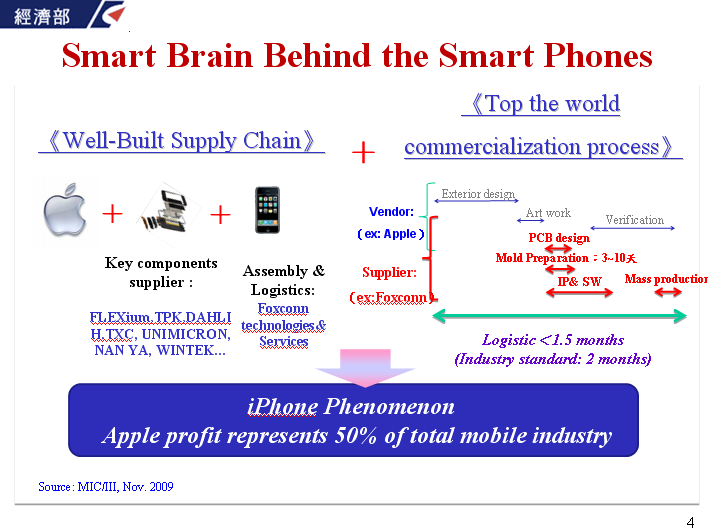 經濟部
Smart Brain Behind the Smart Phones
《Well-Built Supply Chain》
+
《Top the world
commercialization process》
+
+
Key components
supplier :
FLEXium,TPK,DAHLI
H,TXC, UNIMICRON,
NAN YA, WINTEK...
Assembly &
Logistics:
Foxconn
technologies&
Services
Vendor:
(ex: Apple)
Supplier:
(ex:Foxconn)
Exterior design
Art work
Verification
PCB design
Mold Preparation：3~10天
IP& SW
Mass production
Logistic＜1.5 months
(Industry standard: 2 months)
iPhone Phenomenon
Apple profit represents 50% of total mobile industry
Source: MIC/III, Nov. 2009
4